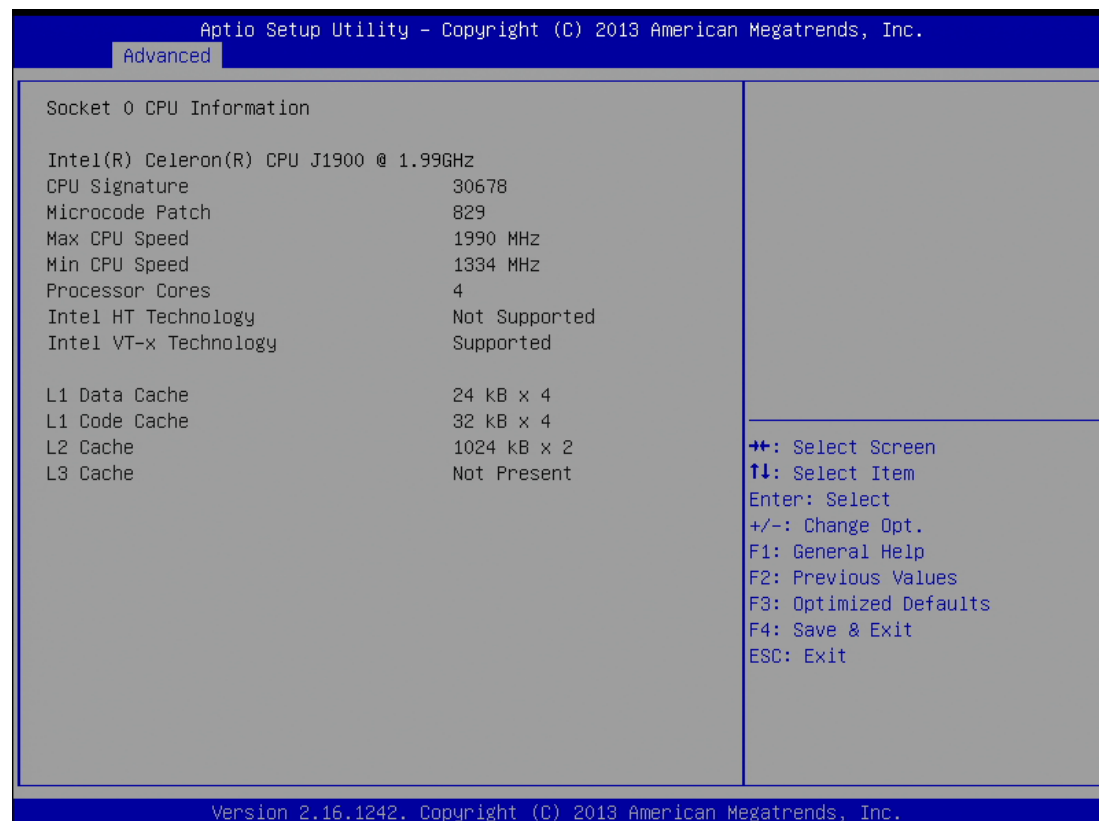 Aptio Setup Utility – Copyright (C) 2013 American Megatrends, Inc.
Advanced
Socket 0 CPU Information
Intel(R) Celeron(R) CPU J1900 @ 1.99GHz
CPU Signature 30678
Microcode Patch 829
Max CPU Speed 1990 MHz
Min CPU Speed 1334 MHz
Processor Cores 4
Intel HT Technology Not Supported
Intel VT-x Technology Supported
L1 Data Cache 24 kB x 4
L1 Code Cache 32 kB x 4
L2 Cache 1024 kB x 2
L3 Cache Not Present
→←: Select Screen
↑↓: Select Item
Enter: Select
+/-: Change Opt.
F1: General Help
F2: Previous Values
F3: Optimized Defaults
F4: Save & Exit
ESC: Exit
Version 2.16.1242. Copyright (C) 2013 American Megatrends, Inc.